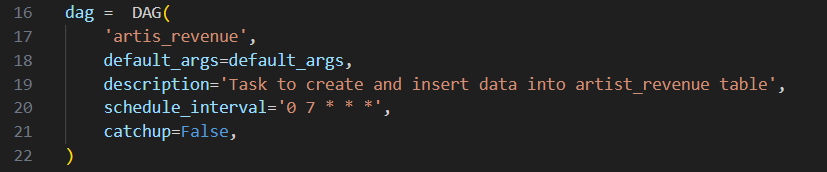 16 dag =  DAG(
17     'artis_revenue',
18     default_args=default_args,
19     description='Task to create and insert data into artist_revenue table',
20     schedule_interval='0 7 * * *',
21     catchup=False,
22 )